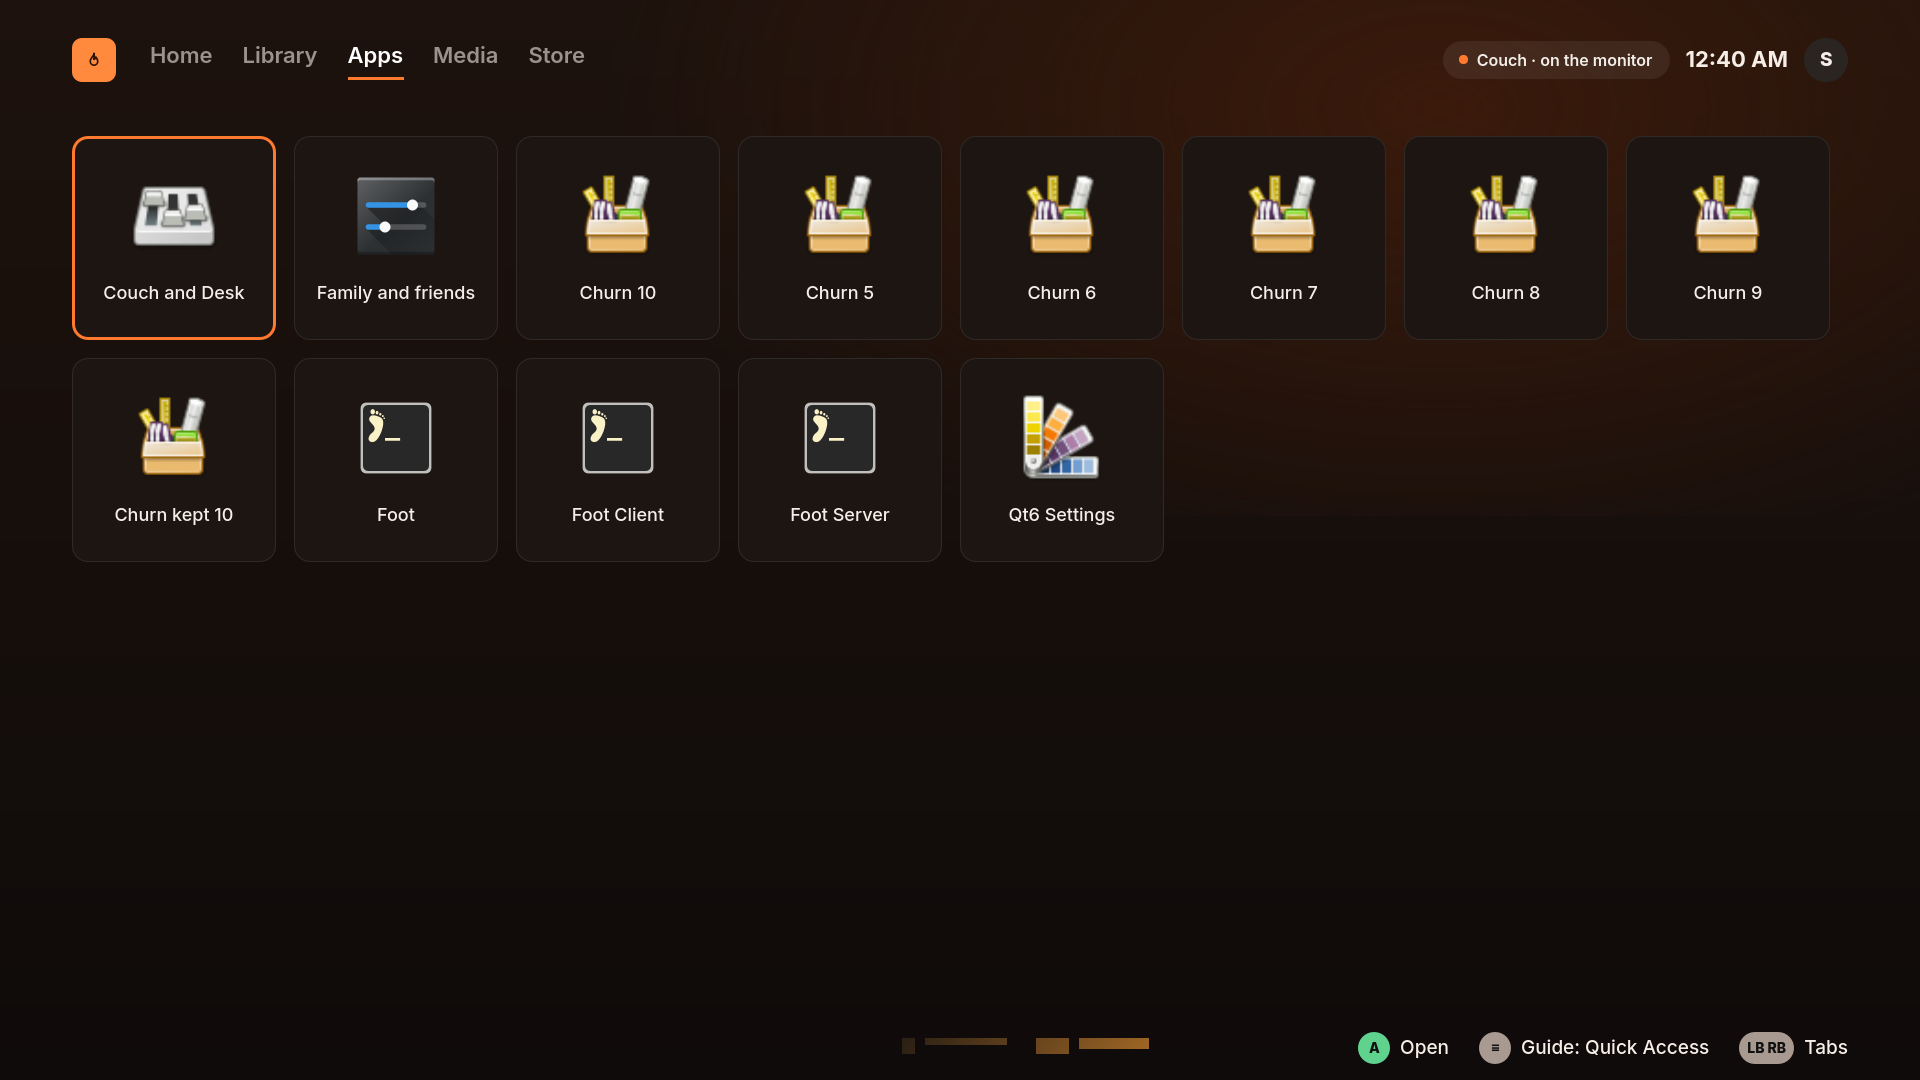 Home Library Apps Media Store
Couch · on the monitor 12:40 AM S
Couch and Desk
Family and friends
Churn 10
Churn 5
Churn 6
Churn 7
Churn 8
Churn 9
Churn kept 10
Foot
Foot Client
Foot Server
Qt6 Settings
A Open ≡ Guide: Quick Access LB RB Tabs